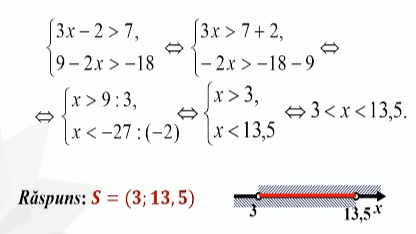 {3x − 2 > 7, ⇔ {3x > 7 + 2, ⇔
{9 − 2x > −18 {− 2x > −18 − 9
⇔ {x > 9 : 3, ⇔ {x > 3, ⇔ 3 < x < 13,5.
{x < −27 : (−2) {x < 13,5
Răspuns: S = (3; 13, 5)
3 13,5 x